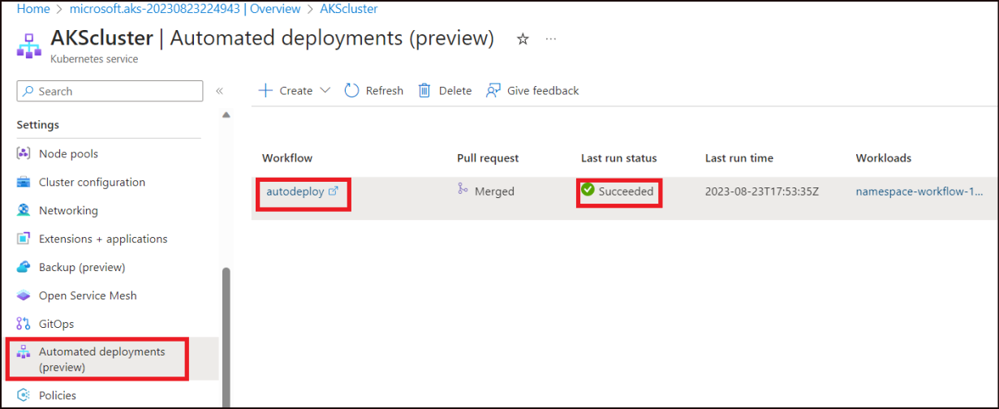 Home > microsoft.aks-20230823224943 | Overview > AKScluster
AKScluster | Automated deployments (preview)
Kubernetes service
Search
Create
Refresh
Delete
Give feedback
Settings
Node pools
Cluster configuration
Networking
Extensions + applications
Backup (preview)
Open Service Mesh
GitOps
Automated deployments
(preview)
Policies
Workflow Pull request Last run status Last run time Workloads
autodeploy Merged Succeeded 2023-08-23T17:53:35Z namespace-workflow-1...